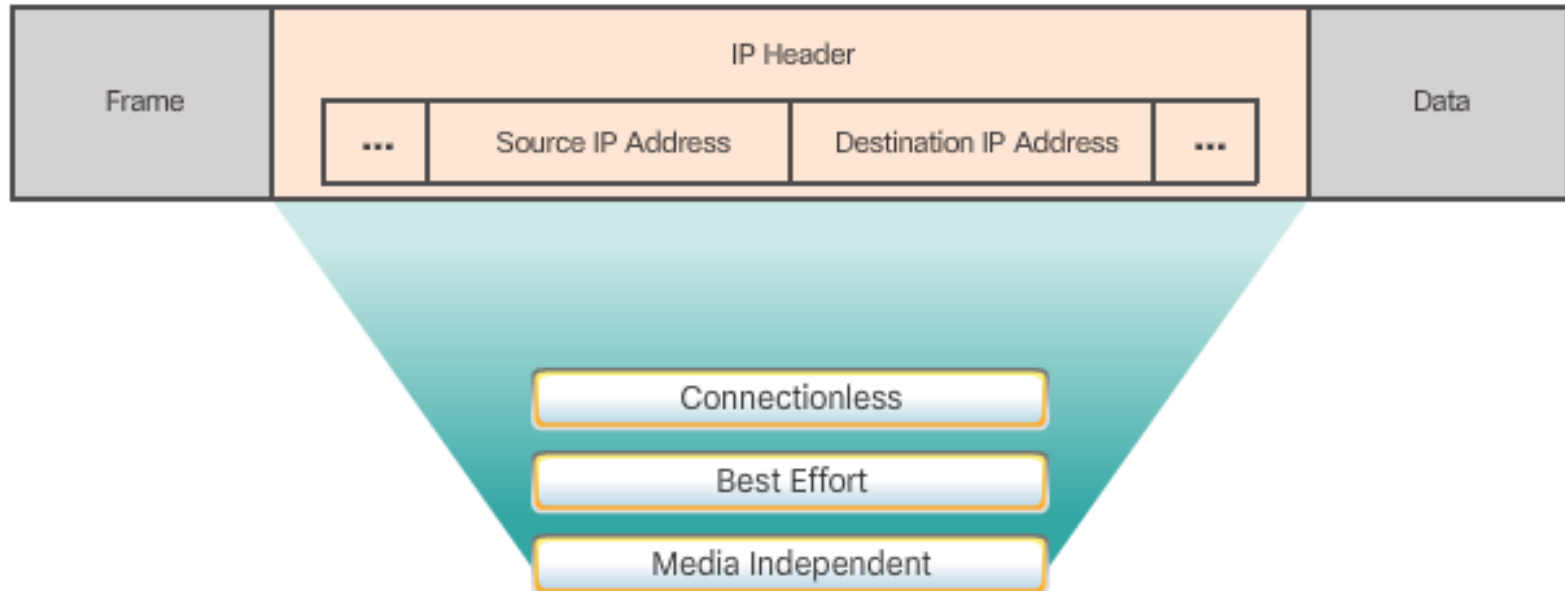 IP Header
Frame
Data
... Source IP Address Destination IP Address ...
Connectionless
Best Effort
Media Independent